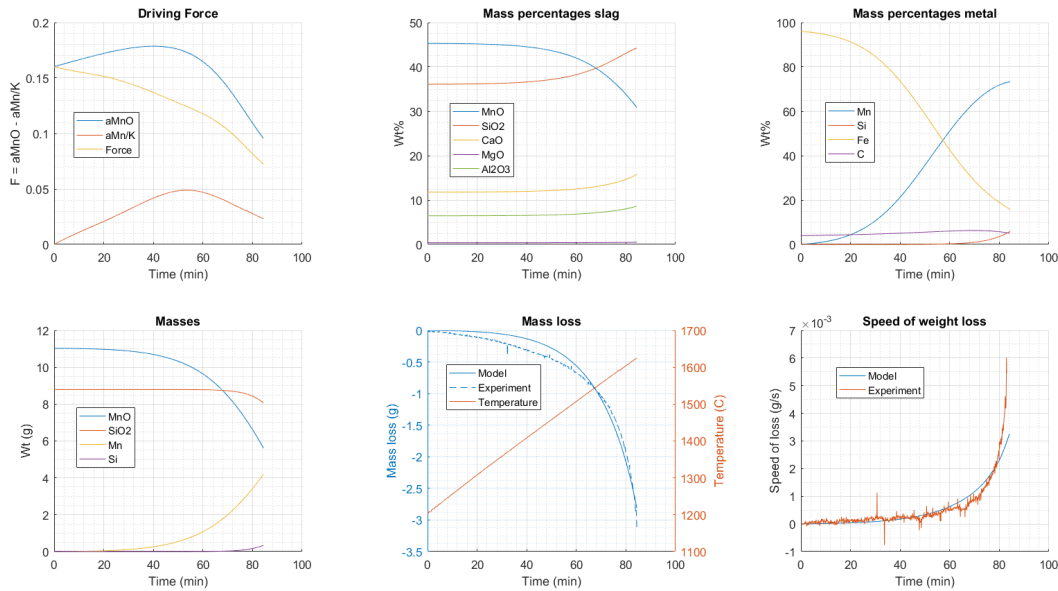 Driving Force
0.2
0.15
0.1
0.05
0
F = aMnO - aMn/K
aMnO
aMn/K
Force
0 20 40 60 80 100
Time (min)
Mass percentages slag
50
40
30
20
10
0
Wt%
MnO
SiO2
CaO
MgO
Al2O3
0 20 40 60 80 100
Time (min)
Mass percentages metal
100
80
60
40
20
0
Wt%
Mn
Si
Fe
C
0 20 40 60 80 100
Time (min)
Masses
12
10
8
6
4
2
0
Wt (g)
MnO
SiO2
Mn
Si
0 20 40 60 80 100
Time (min)
Mass loss
0
-0.5
-1
-1.5
-2
-2.5
-3
-3.5
Mass loss (g)
Model
Experiment
Temperature
1700
1600
1500
1400
1300
1200
1100
Temperature (C)
0 20 40 60 80 100
Time (min)
Speed of weight loss
× 10-3
7
6
5
4
3
2
1
0
-1
Speed of loss (g/s)
Model
Experiment
0 20 40 60 80 100
Time (min)